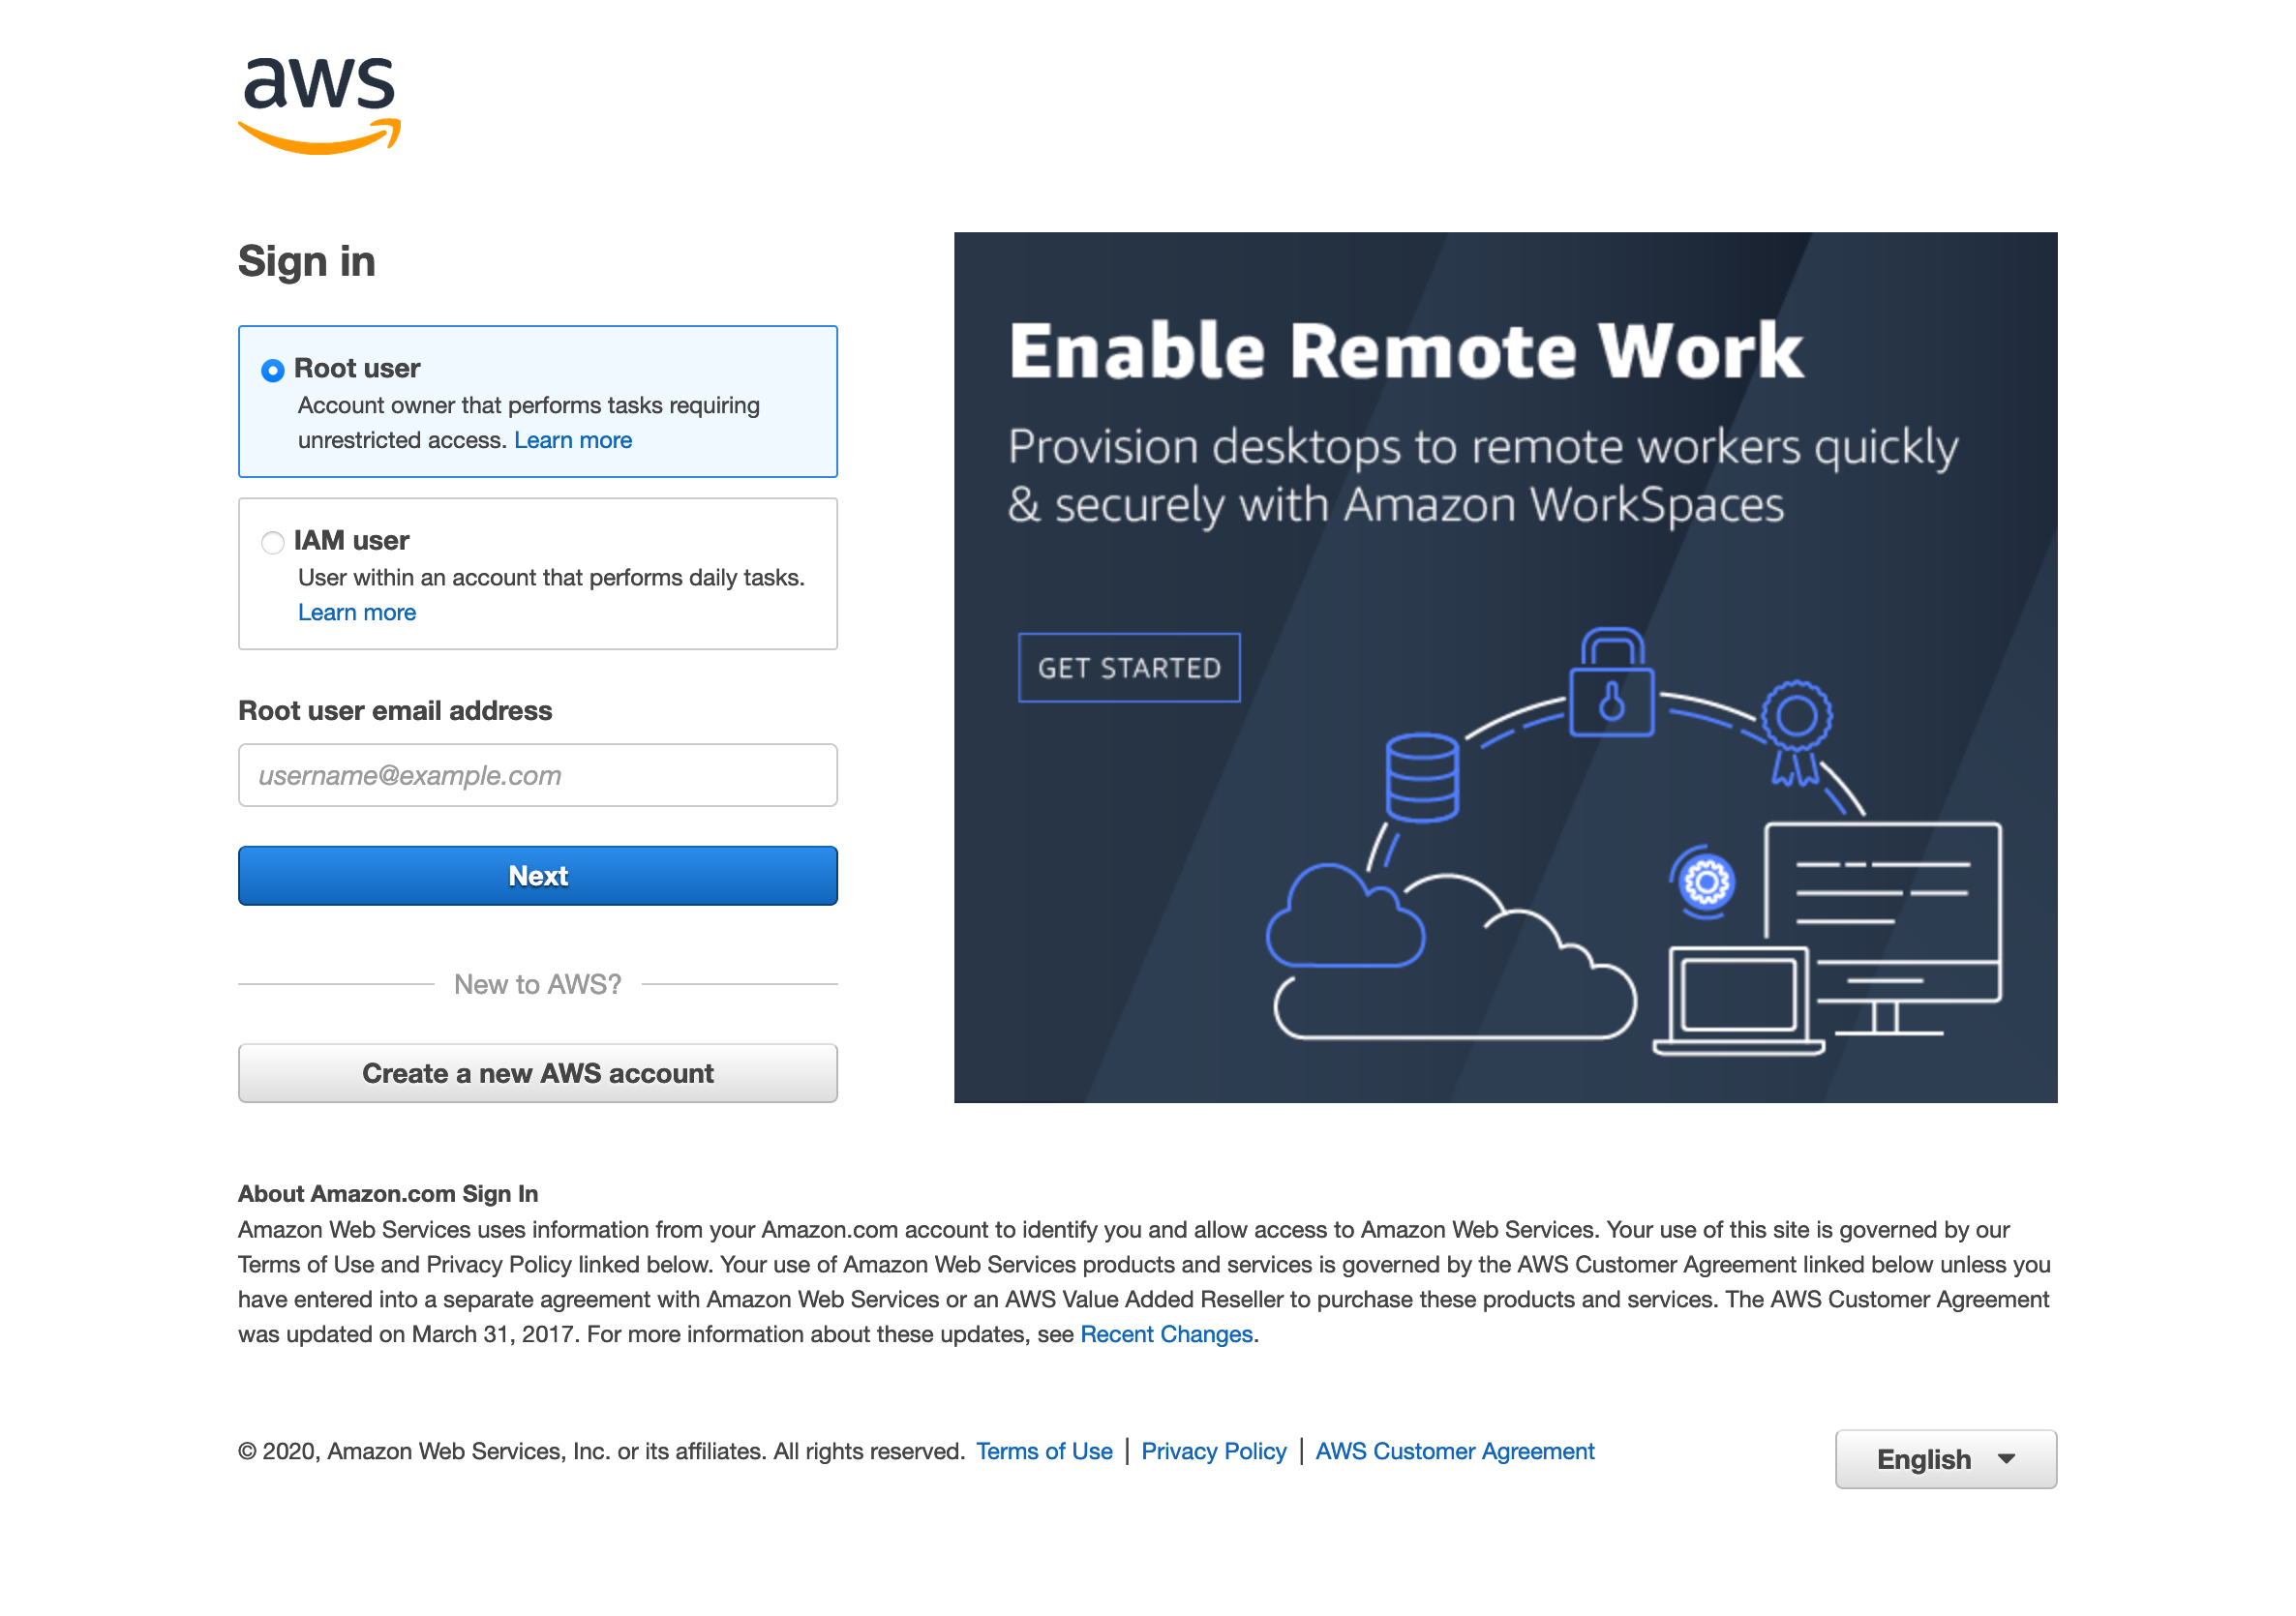 aws
Sign in
Root user
Account owner that performs tasks requiring
unrestricted access. Learn more
IAM user
User within an account that performs daily tasks.
Learn more
Root user email address
username@example.com
Next
New to AWS?
Create a new AWS account
Enable Remote Work
Provision desktops to remote workers quickly
& securely with Amazon WorkSpaces
GET STARTED
About Amazon.com Sign In
Amazon Web Services uses information from your Amazon.com account to identify you and allow access to Amazon Web Services. Your use of this site is governed by our
Terms of Use and Privacy Policy linked below. Your use of Amazon Web Services products and services is governed by the AWS Customer Agreement linked below unless you
have entered into a separate agreement with Amazon Web Services or an AWS Value Added Reseller to purchase these products and services. The AWS Customer Agreement
was updated on March 31, 2017. For more information about these updates, see Recent Changes.
© 2020, Amazon Web Services, Inc. or its affiliates. All rights reserved. Terms of Use | Privacy Policy | AWS Customer Agreement
English